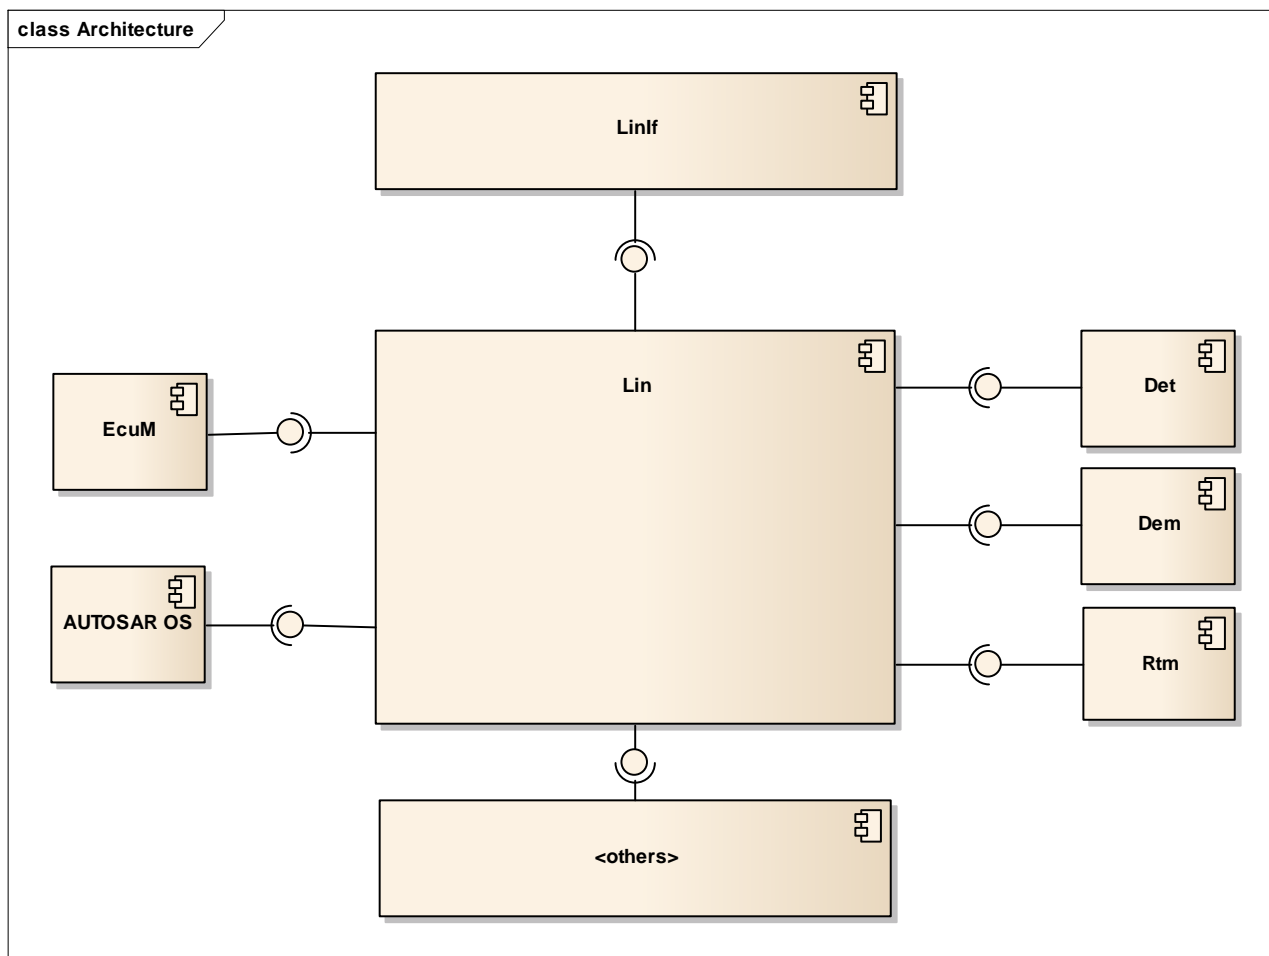 class Architecture
LinIf
Lin
EcuM
Det
Dem
AUTOSAR OS
Rtm
<others>